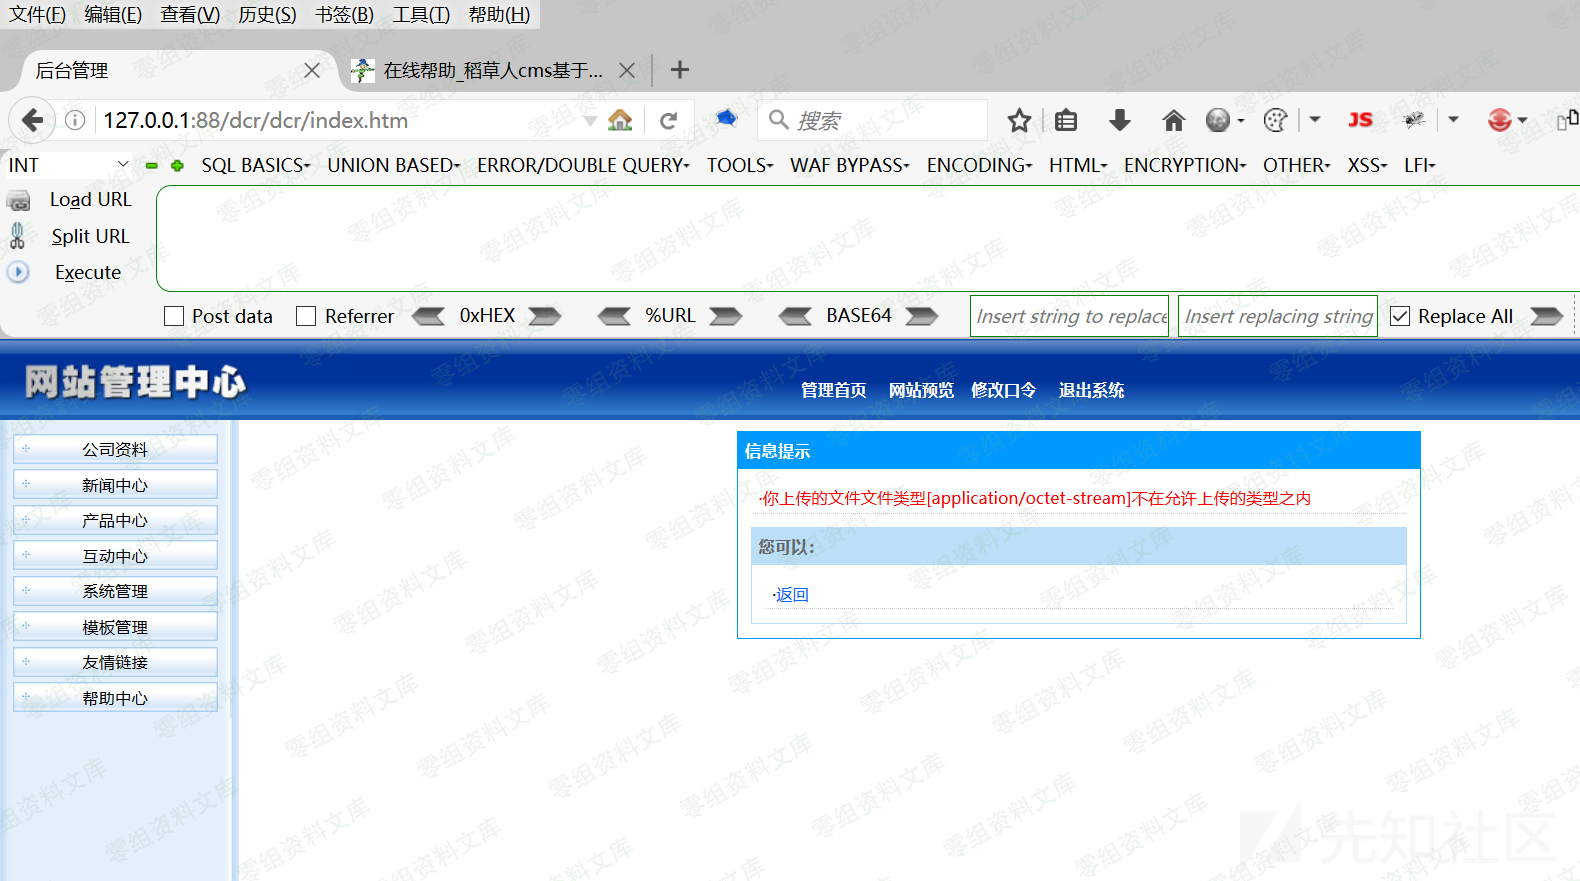 文件(F) 编辑(E) 查看(V) 历史(S) 书签(B) 工具(T) 帮助(H)
后台管理 在线帮助_稻草人cms基于...
127.0.0.1:88/dcr/dcr/index.htm 搜索 JS
INT SQL BASICS UNION BASED ERROR/DOUBLE QUERY TOOLS WAF BYPASS ENCODING HTML ENCRYPTION OTHER XSS LFI
Load URL
Split URL
Execute
Post data Referrer 0xHEX %URL BASE64 Insert string to replace Insert replacing string Replace All
网站管理中心
管理首页 网站预览 修改口令 退出系统
公司资料
新闻中心
产品中心
互动中心
系统管理
模板管理
友情链接
帮助中心
信息提示
·你上传的文件文件类型[application/octet-stream]不在允许上传的类型之内
您可以：
·返回
零组资料文库
先知社区